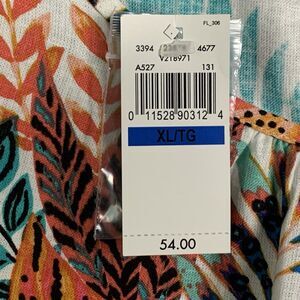 FL_306
3394 4677
V218971
A527 131
0 11528 90312 4
XL/TG
54.00